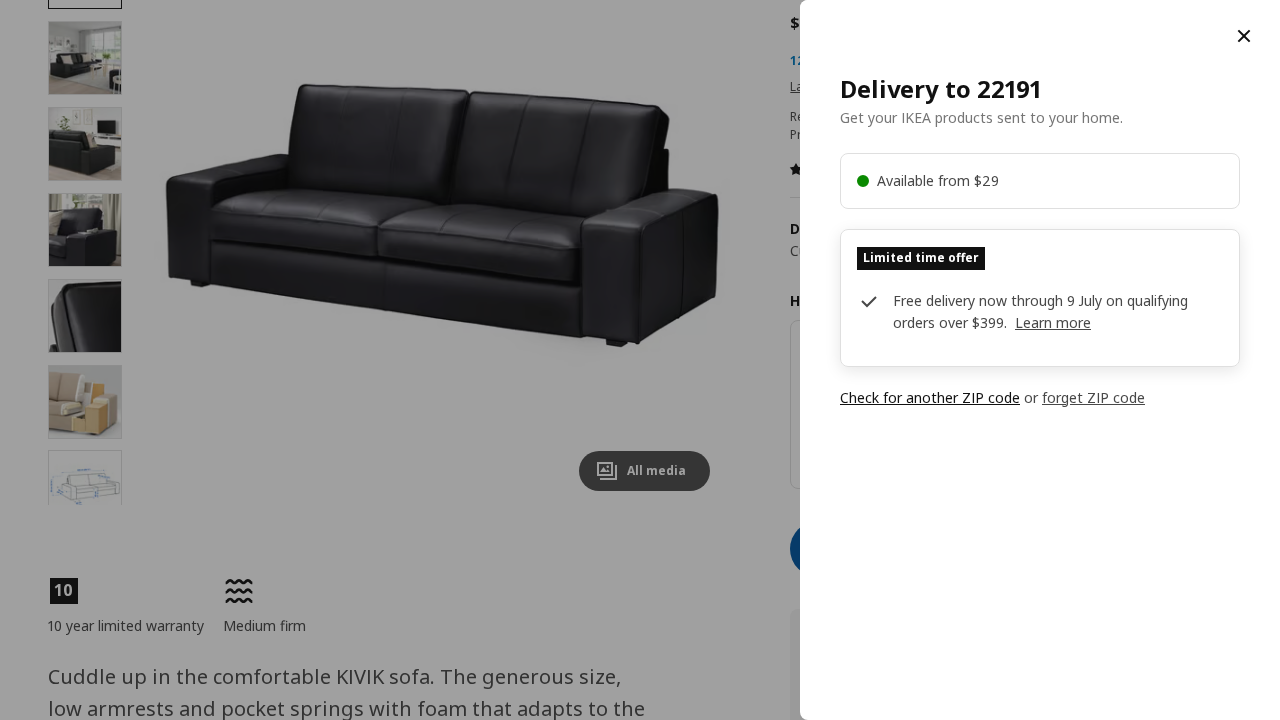 $
12
La
Re
Pr
D
Cu
H
All media
10
10 year limited warranty
Medium firm
Cuddle up in the comfortable KIVIK sofa. The generous size,
low armrests and pocket springs with foam that adapts to the
Delivery to 22191
Get your IKEA products sent to your home.
Available from $29
Limited time offer
Free delivery now through 9 July on qualifying
orders over $399. Learn more
Check for another ZIP code or forget ZIP code